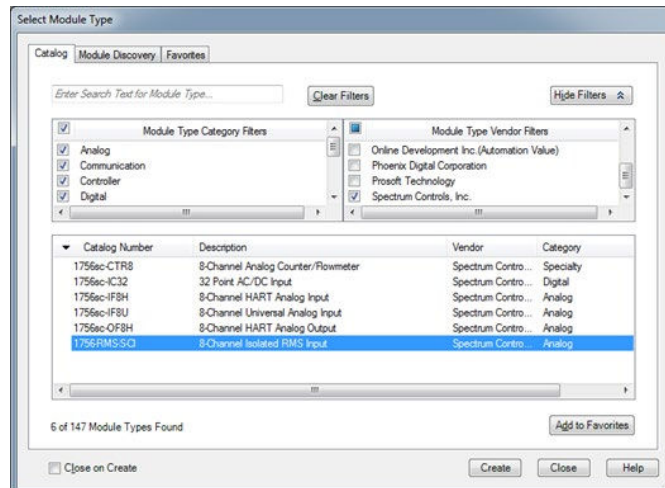 Select Module Type
Catalog Module Discovery Favorites
Enter Search Text for Module Type...
Clear Filters
Hide Filters
Module Type Category Filters
Module Type Vendor Filters
Analog
Online Development Inc.(Automation Value)
Communication
Phoenix Digital Corporation
Controller
Prosoft Technology
Digital
Spectrum Controls, Inc.
Catalog Number Description Vendor Category
1756sc-CTR8 8-Channel Analog Counter/Flowmeter Spectrum Contro... Specialty
1756sc-IC32 32 Point AC/DC Input Spectrum Contro... Digital
1756sc-IF8H 8-Channel HART Analog Input Spectrum Contro... Analog
1756sc-IF8U 8-Channel Universal Analog Input Spectrum Contro... Analog
1756sc-OF8H 8-Channel HART Analog Output Spectrum Contro... Analog
1756-RMS-SCI 8-Channel Isolated RMS Input Spectrum Contro... Analog
6 of 147 Module Types Found
Add to Favorites
Close on Create
Create Close Help